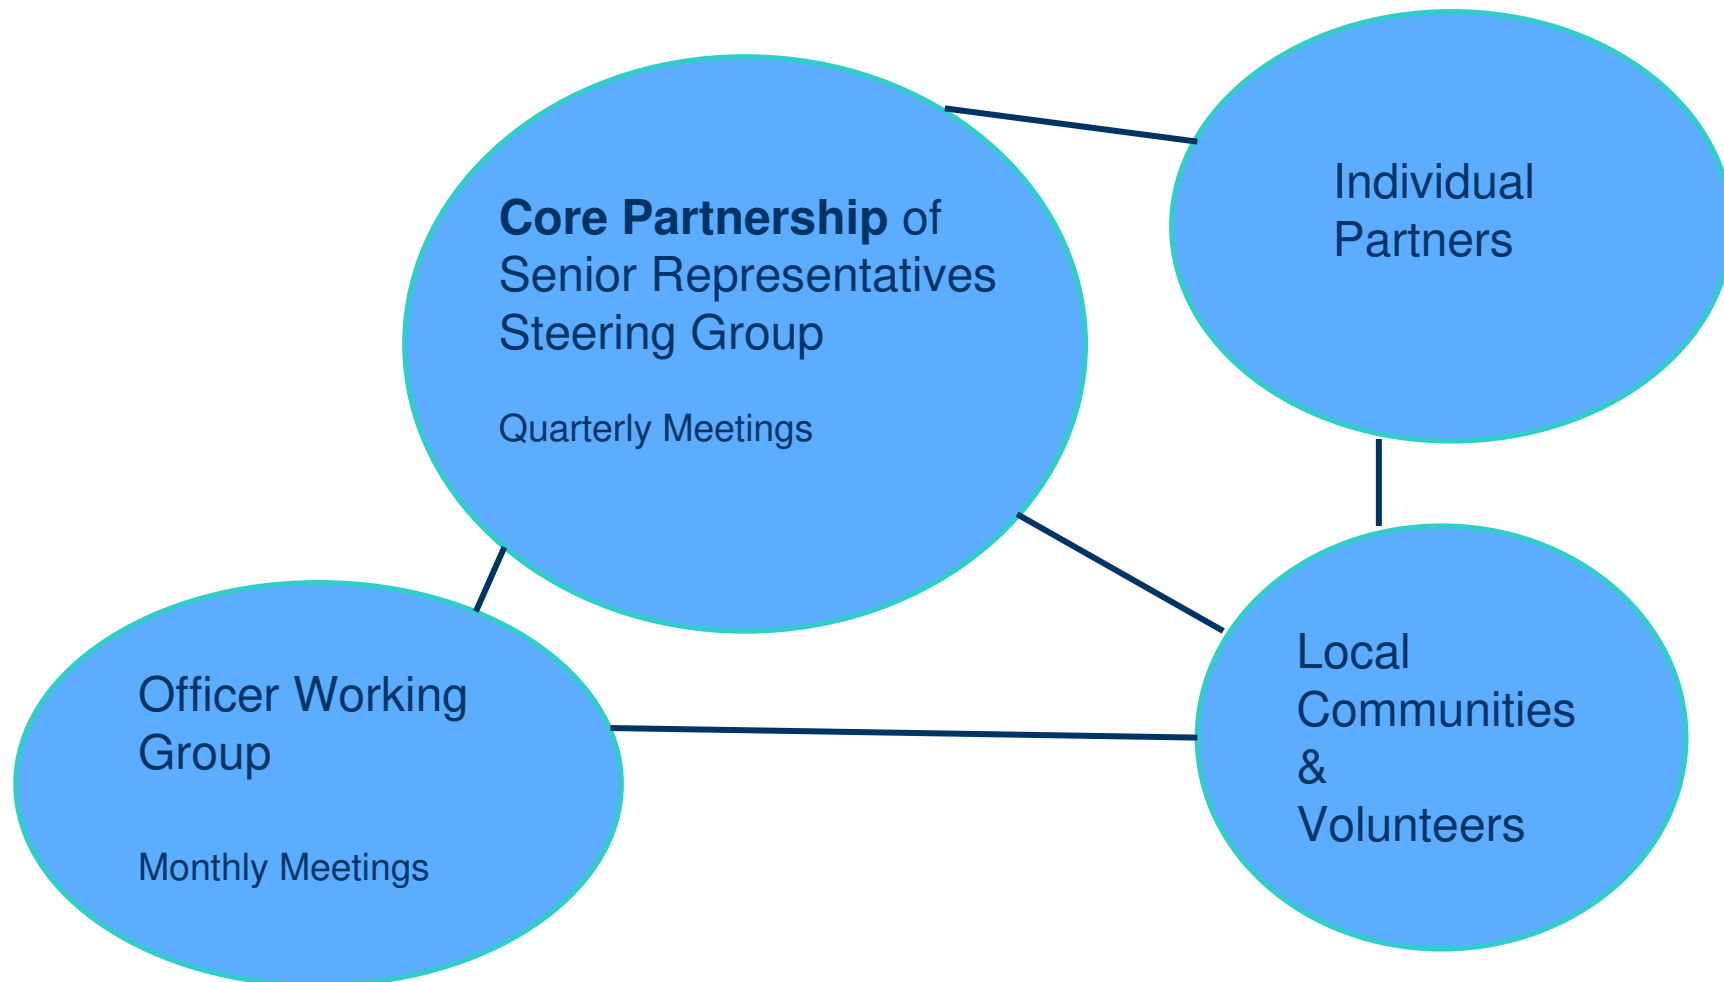 Core Partnership of
Senior Representatives
Steering Group
Quarterly Meetings
Individual
Partners
Officer Working
Group
Monthly Meetings
Local
Communities
&
Volunteers